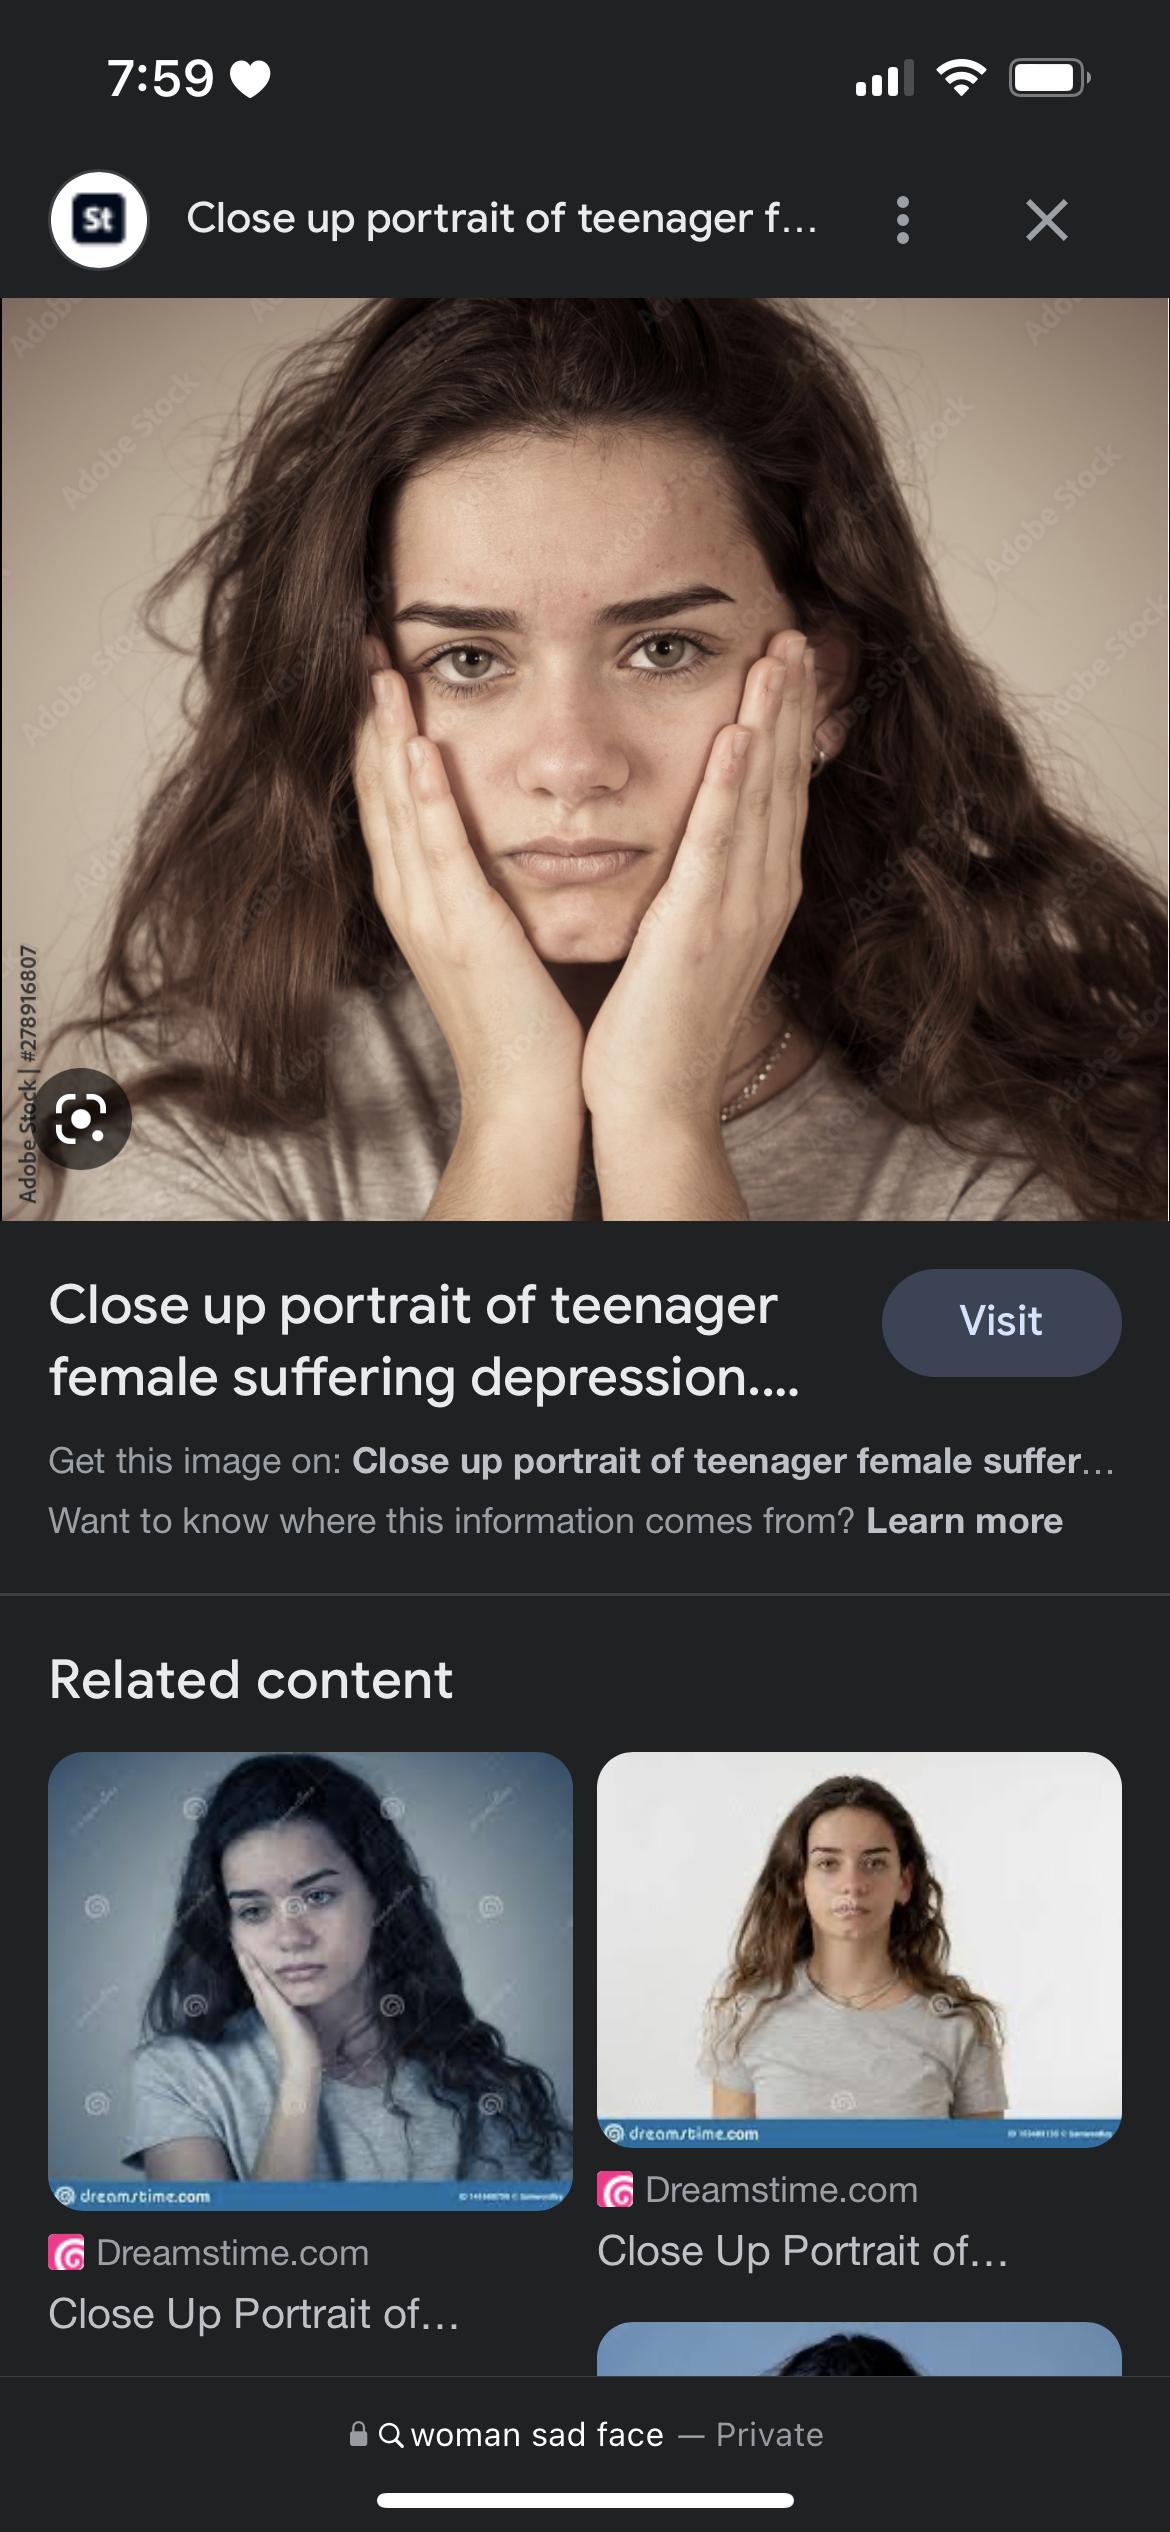 7:59
St
Close up portrait of teenager f...
Adobe Stock | #278916807
Close up portrait of teenager
female suffering depression....
Visit
Get this image on: Close up portrait of teenager female suffer...
Want to know where this information comes from? Learn more
Related content
dreamstime.com
Dreamstime.com
Close Up Portrait of...
dreamstime.com
Dreamstime.com
Close Up Portrait of...
woman sad face — Private